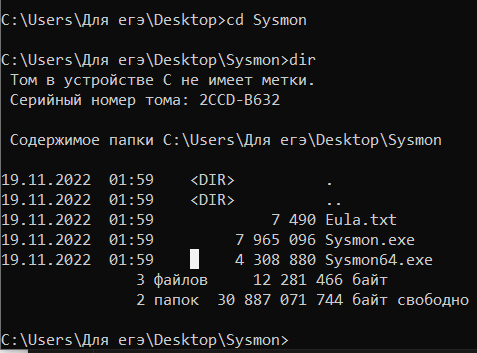 C:\Users\Для егэ\Desktop>cd Sysmon
C:\Users\Для егэ\Desktop\Sysmon>dir
Том в устройстве C не имеет метки.
Серийный номер тома: 2CCD-B632
Содержимое папки C:\Users\Для егэ\Desktop\Sysmon
19.11.2022  01:59    <DIR>          .
19.11.2022  01:59    <DIR>          ..
19.11.2022  01:59             7 490 Eula.txt
19.11.2022  01:59         7 965 096 Sysmon.exe
19.11.2022  01:59         4 308 880 Sysmon64.exe
3 файлов     12 281 466 байт
2 папок  30 887 071 744 байт свободно
C:\Users\Для егэ\Desktop\Sysmon>